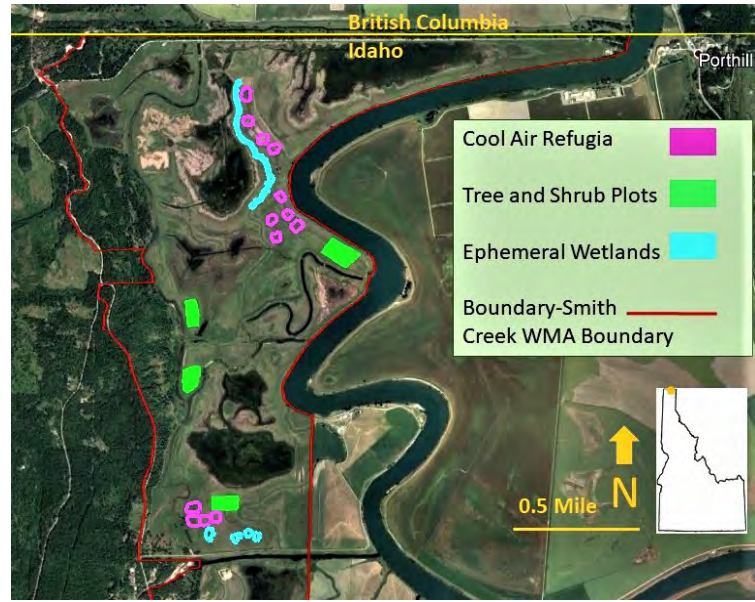 British Columbia
Idaho
Porthill
Cool Air Refugia
Tree and Shrub Plots
Ephemeral Wetlands
Boundary-Smith
Creek WMA Boundary
0.5 Mile
N